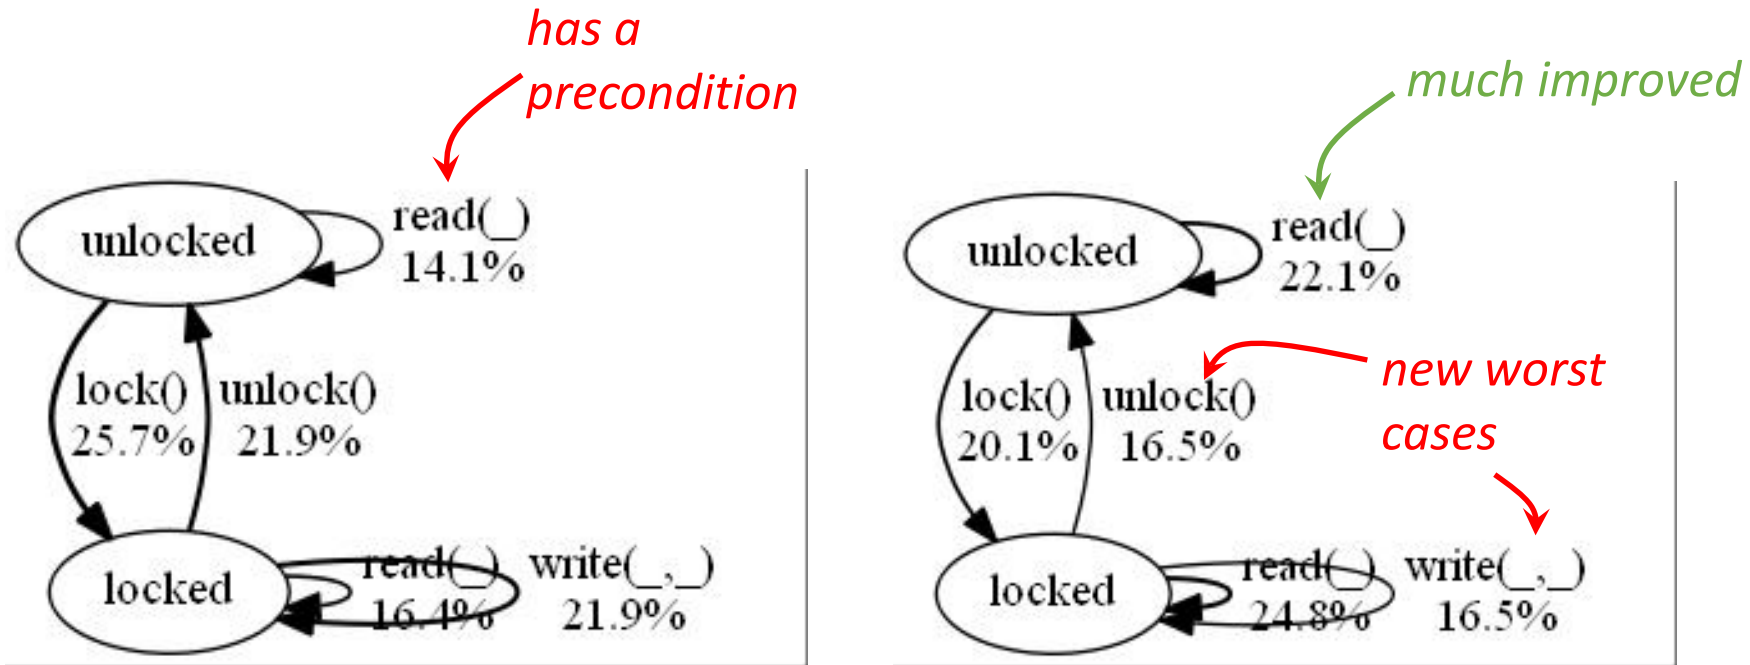 has a
precondition
unlocked
read(_)
14.1%
lock()
25.7%
unlock()
21.9%
locked
read(_)
16.4%
write(_,_)
21.9%
much improved
unlocked
read(_)
22.1%
lock()
20.1%
unlock()
16.5%
new worst
cases
locked
read(_)
24.8%
write(_,_)
16.5%